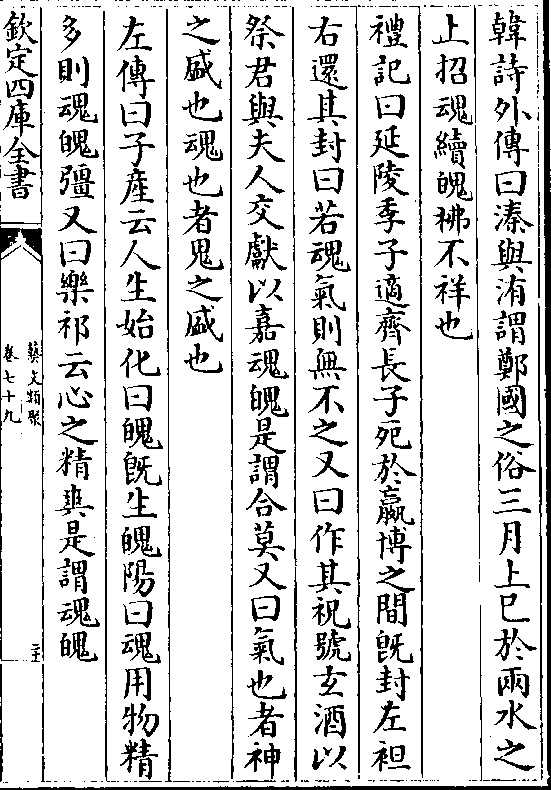 韓詩外傳曰溱與洧謂鄭國之俗三月上巳於兩水之
上招魂續魄祓不祥也
禮記曰延陵季子適齊長子死於嬴博之間旣封左袒
右還其封曰若魂氣則無不之又曰作其祝號玄酒以
祭君與夫人交獻以嘉魂魄是謂合莫又曰氣也者神
之盛也魂也者鬼之盛也
左傳曰子產云人生始化曰魄旣生魄陽曰魂用物精
多則魂魄彊又曰樂祁云心之精爽是謂魂魄
欽定四庫全書
藝文類聚
卷七十九